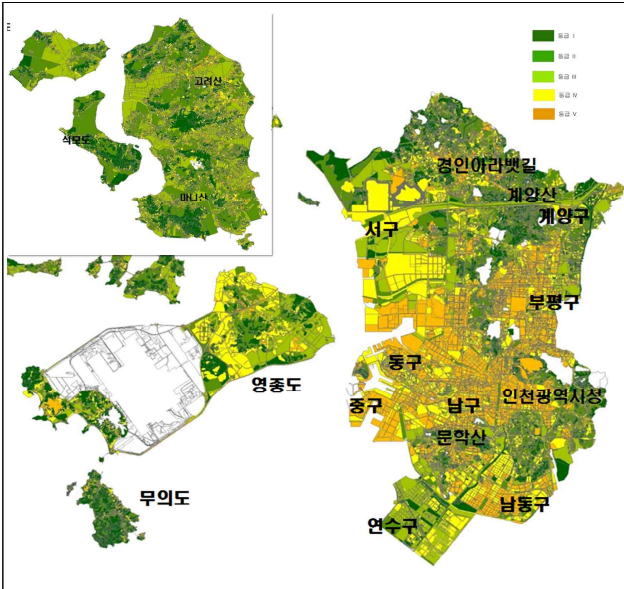 고려산
석모도
마니산
등급 Ⅰ
등급 Ⅱ
등급 Ⅲ
등급 Ⅳ
등급 Ⅴ
경인아라뱃길
계양산
계양구
서구
부평구
영종도
동구
중구
남구
인천광역시청
문학산
무의도
남동구
연수구